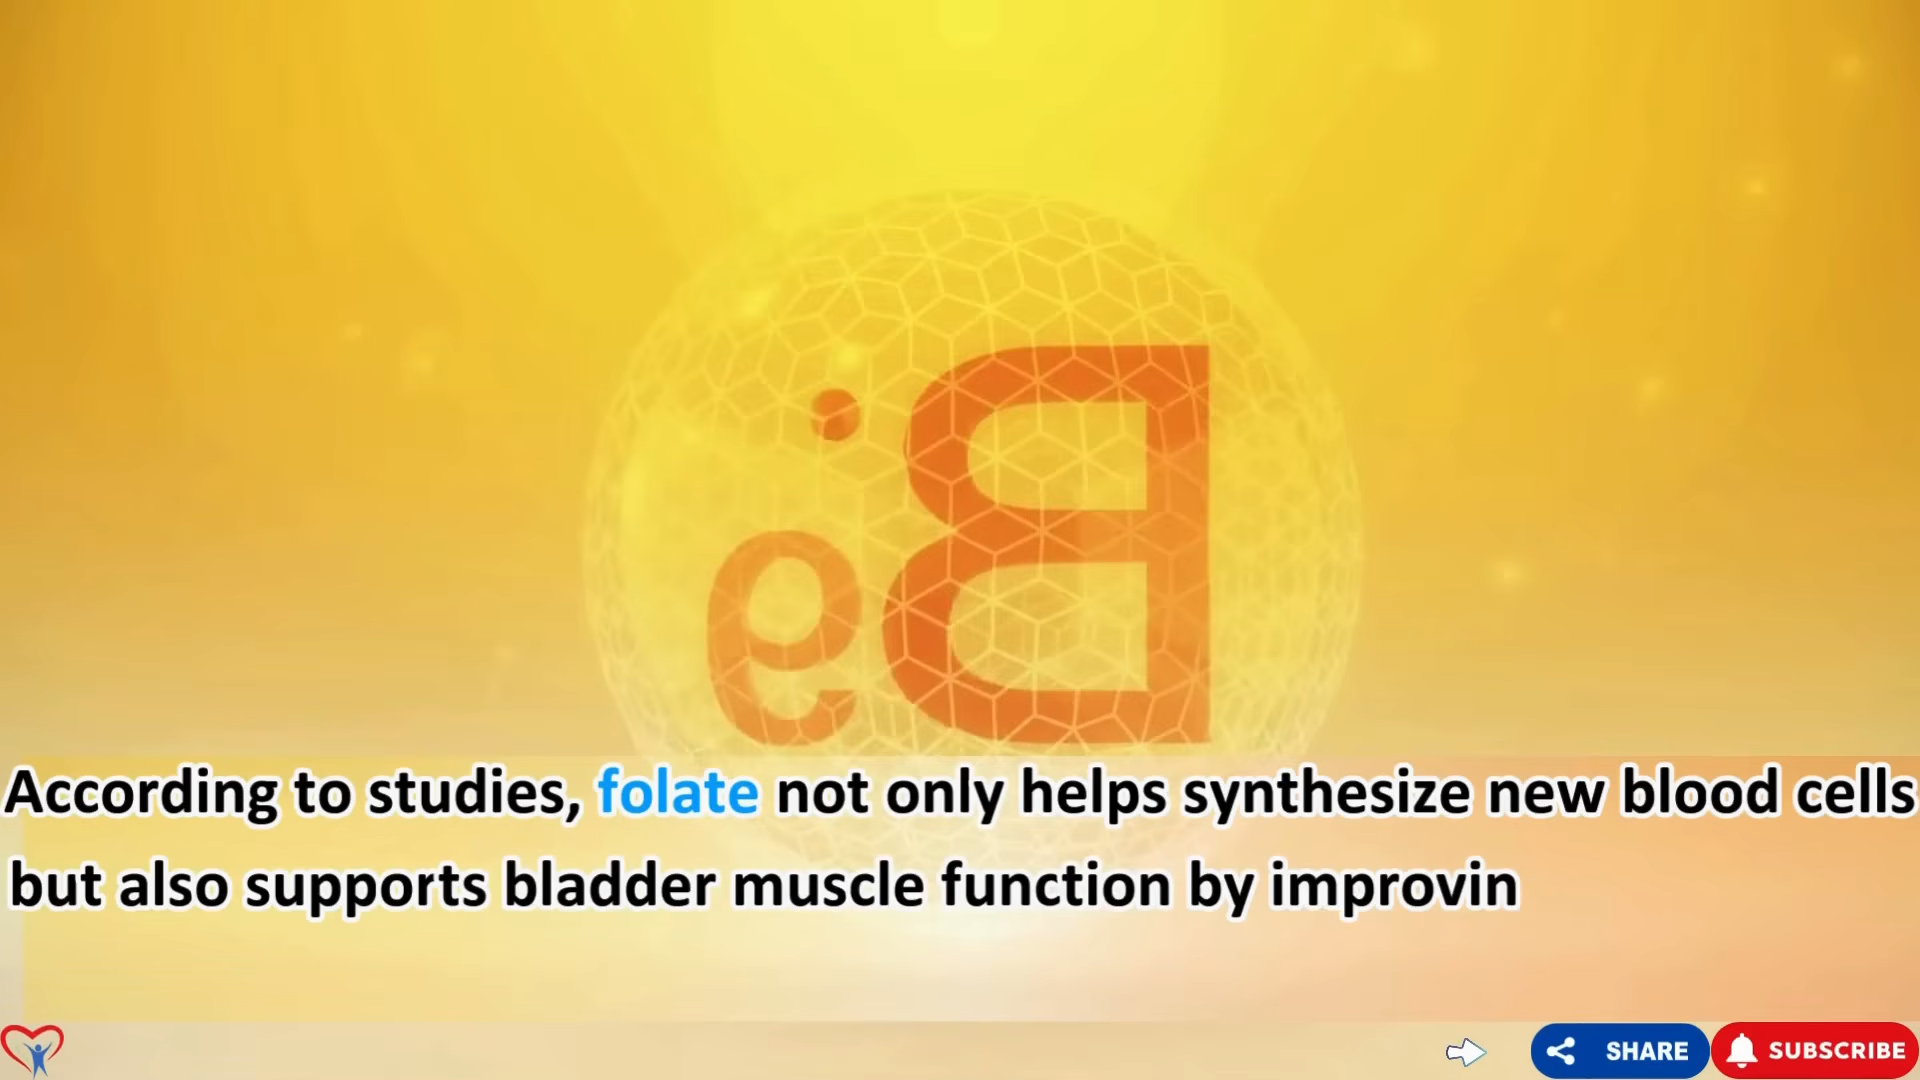 B9
According to studies, folate not only helps synthesize new blood cells
but also supports bladder muscle function by improvin
SHARE
SUBSCRIBE